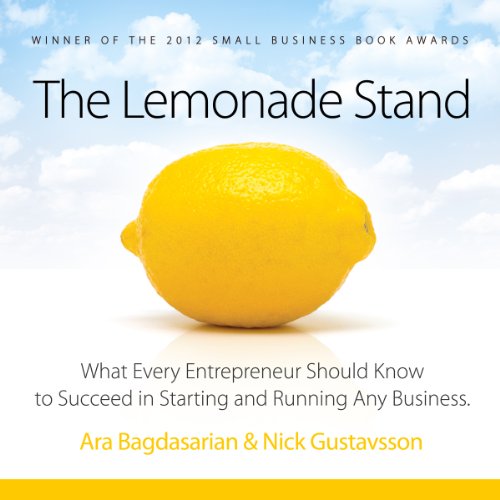 WINNER OF THE 2012 SMALL BUSINESS BOOK AWARDS
The Lemonade Stand
What Every Entrepreneur Should Know
to Succeed in Starting and Running Any Business.
Ara Bagdasarian & Nick Gustavsson